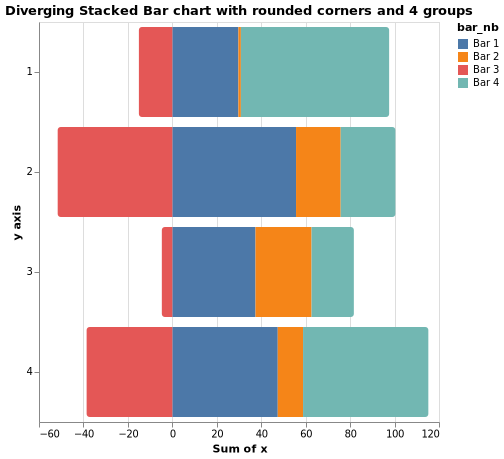 Diverging Stacked Bar chart with rounded corners and 4 groups
bar_nb
Bar 1
Bar 2
Bar 3
Bar 4
y axis
1
2
3
4
−60 −40 −20 0 20 40 60 80 100 120
Sum of x